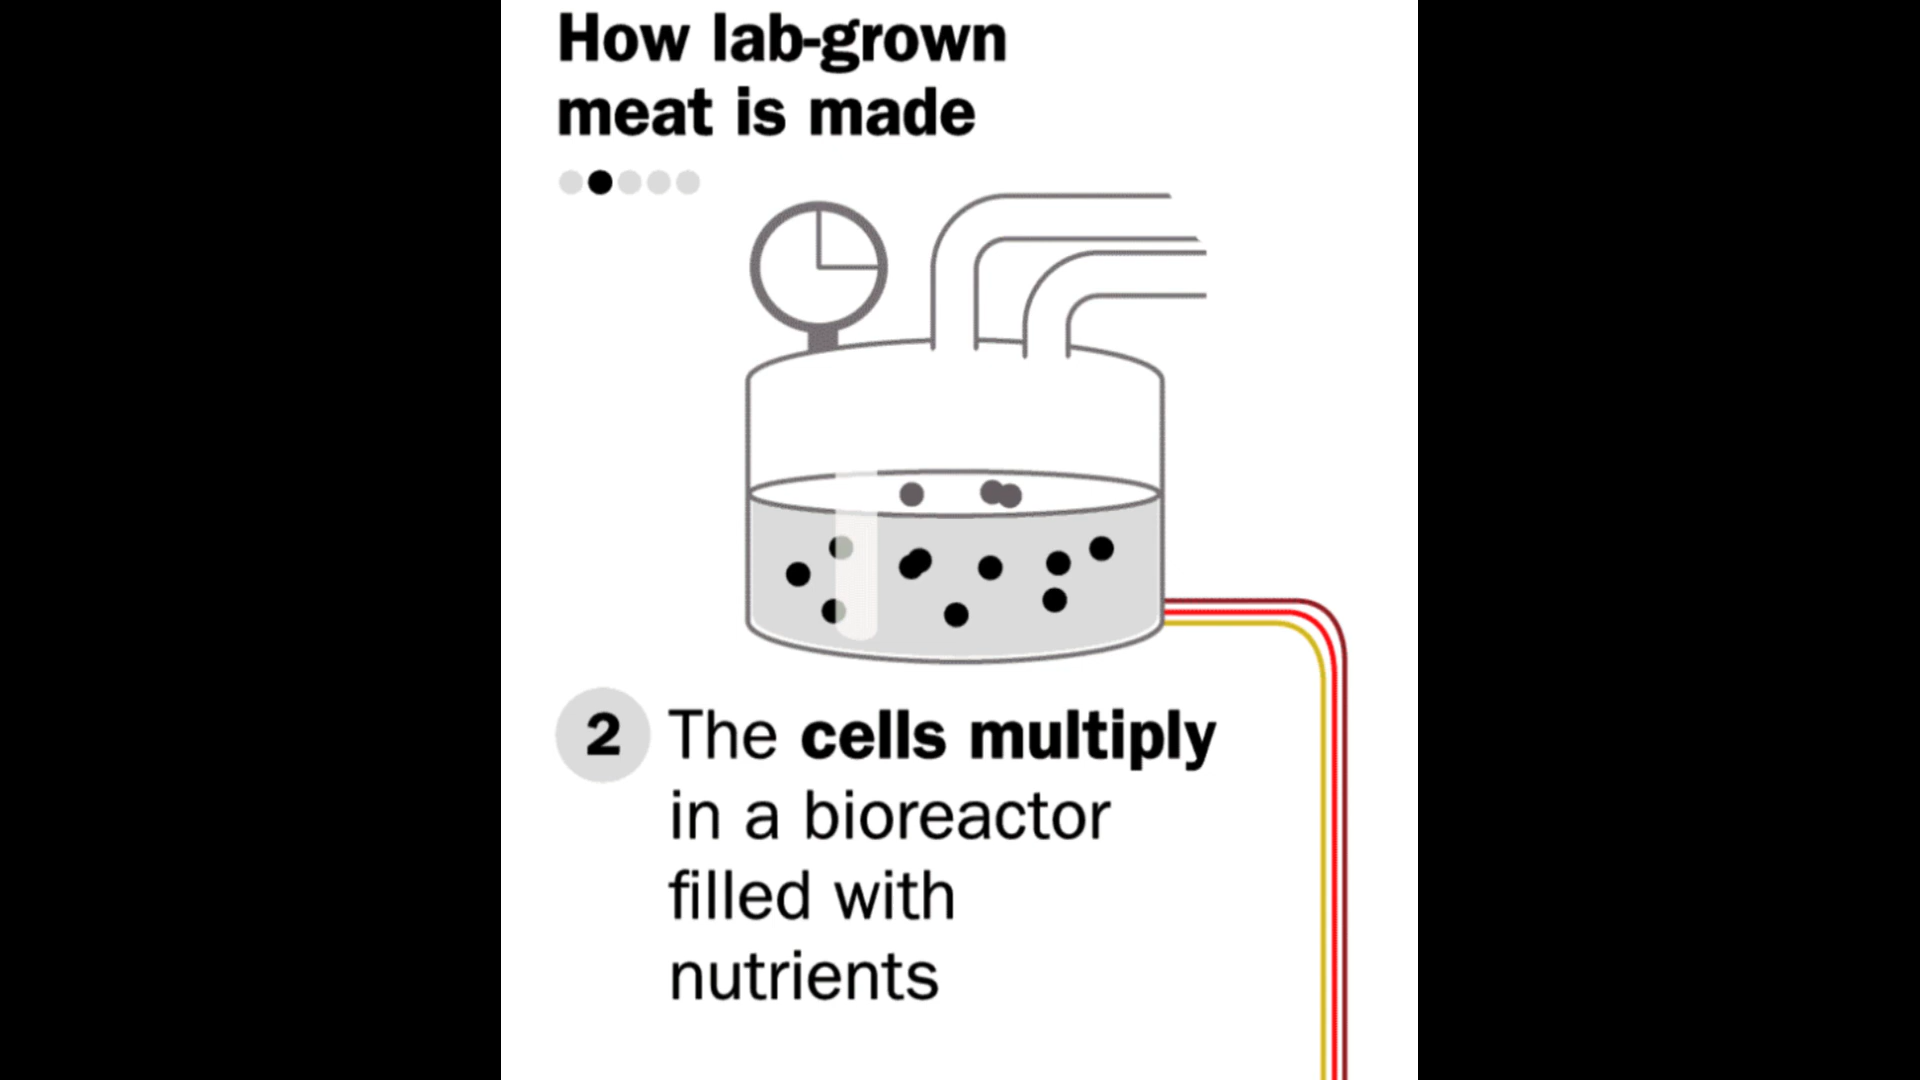 How lab-grown
meat is made
2 The cells multiply
in a bioreactor
filled with
nutrients